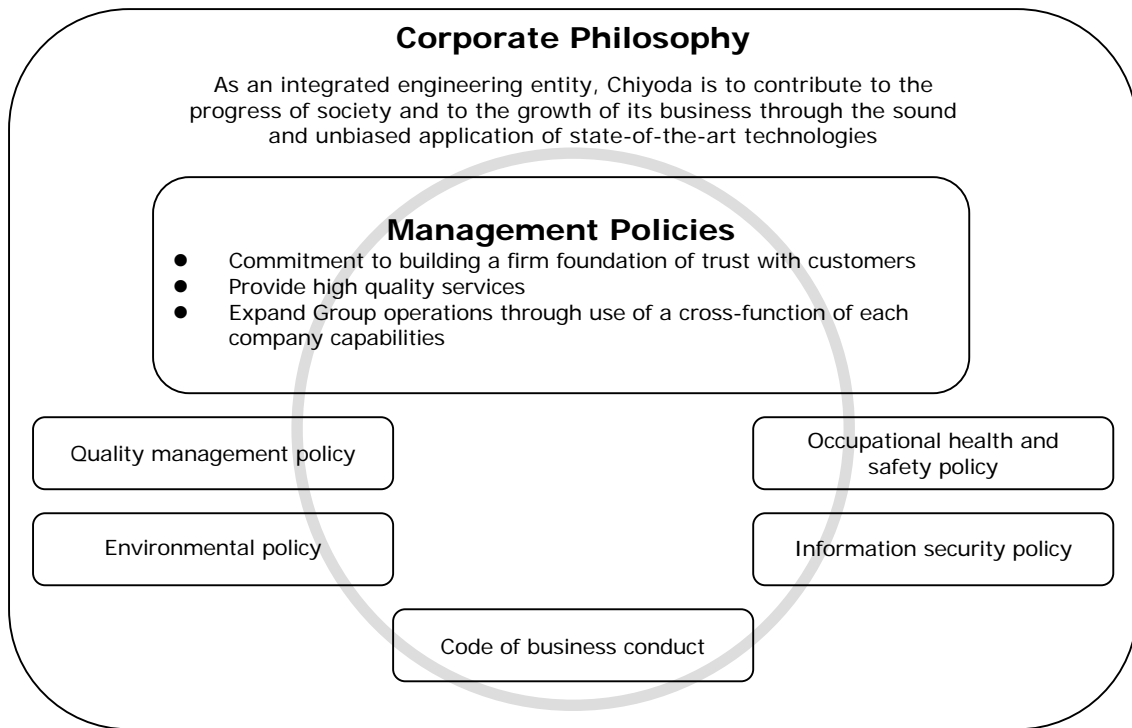 Corporate Philosophy
As an integrated engineering entity, Chiyoda is to contribute to the
progress of society and to the growth of its business through the sound
and unbiased application of state-of-the-art technologies
Management Policies
● Commitment to building a firm foundation of trust with customers
● Provide high quality services
● Expand Group operations through use of a cross-function of each
company capabilities
Quality management policy
Occupational health and
safety policy
Environmental policy
Information security policy
Code of business conduct